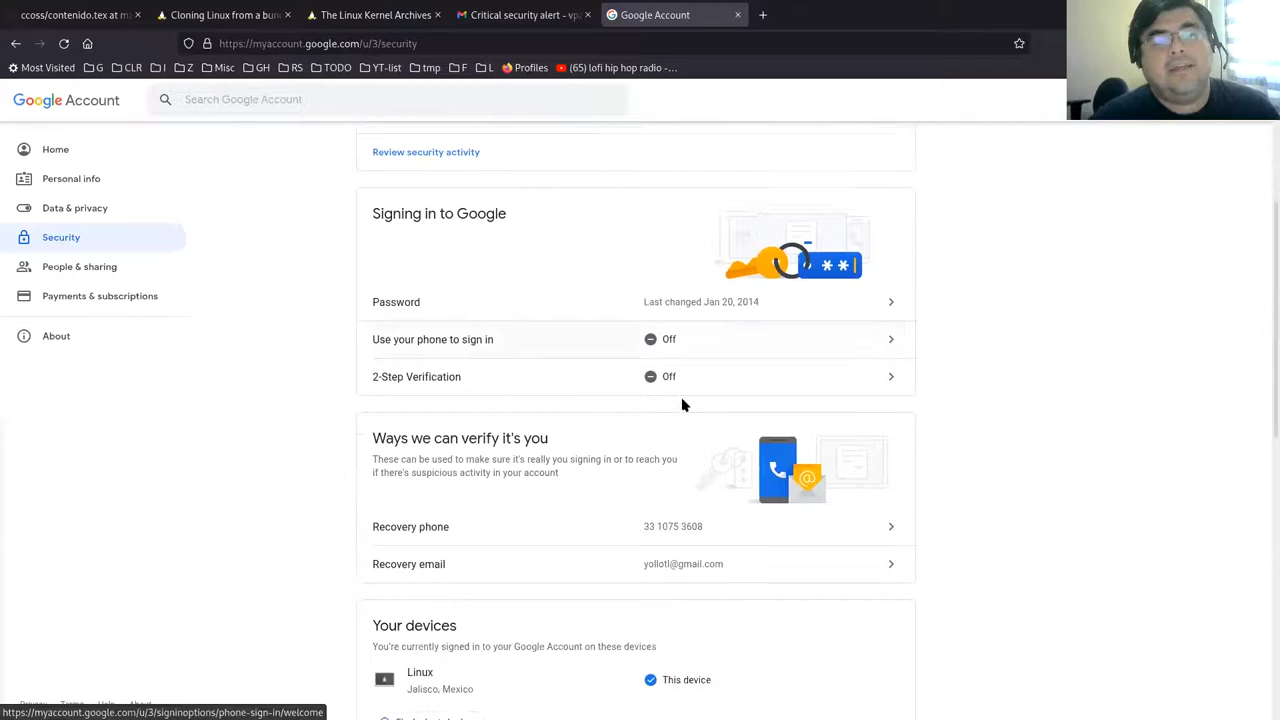 ccoss/contenido.tex at ma
Cloning Linux from a bun
The Linux Kernel Archives
Critical security alert - vpa
Google Account
https://myaccount.google.com/u/3/security
Most Visited
G
CLR
I
Z
Misc
GH
RS
TODO
YT-list
tmp
F
L
Profiles
(65) lofi hip hop radio -…
Google Account
Search Google Account
Home
Personal info
Data & privacy
Security
People & sharing
Payments & subscriptions
About
Review security activity
Signing in to Google
Password Last changed Jan 20, 2014
Use your phone to sign in Off
2-Step Verification Off
Ways we can verify it's you
These can be used to make sure it's really you signing in or to reach you
if there's suspicious activity in your account
Recovery phone 33 1075 3608
Recovery email yollotl@gmail.com
Your devices
You're currently signed in to your Google Account on these devices
Linux
Jalisco, Mexico
This device
https://myaccount.google.com/u/3/signinoptions/phone-sign-in/welcome